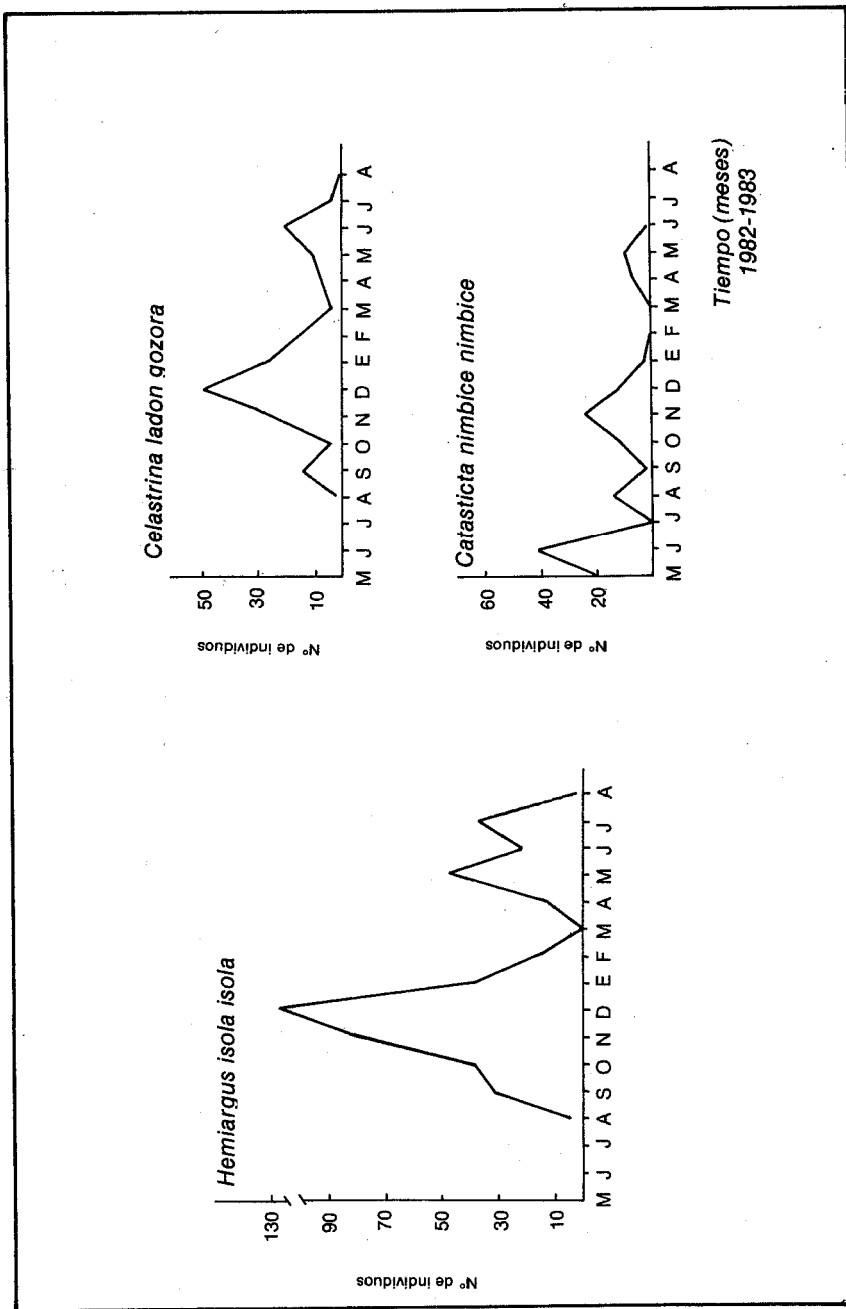 Hemiargus isola isola
Nº de individuos
130
90
70
50
30
10
M J J A S O N D E F M A M J J A
Celastrina ladon gozora
Nº de individuos
50
30
10
M J J A S O N D E F M A M J J A
Catasticta nimbice nimbice
Nº de individuos
60
40
20
M J J A S O N D E F M A M J J A
Tiempo (meses)
1982-1983